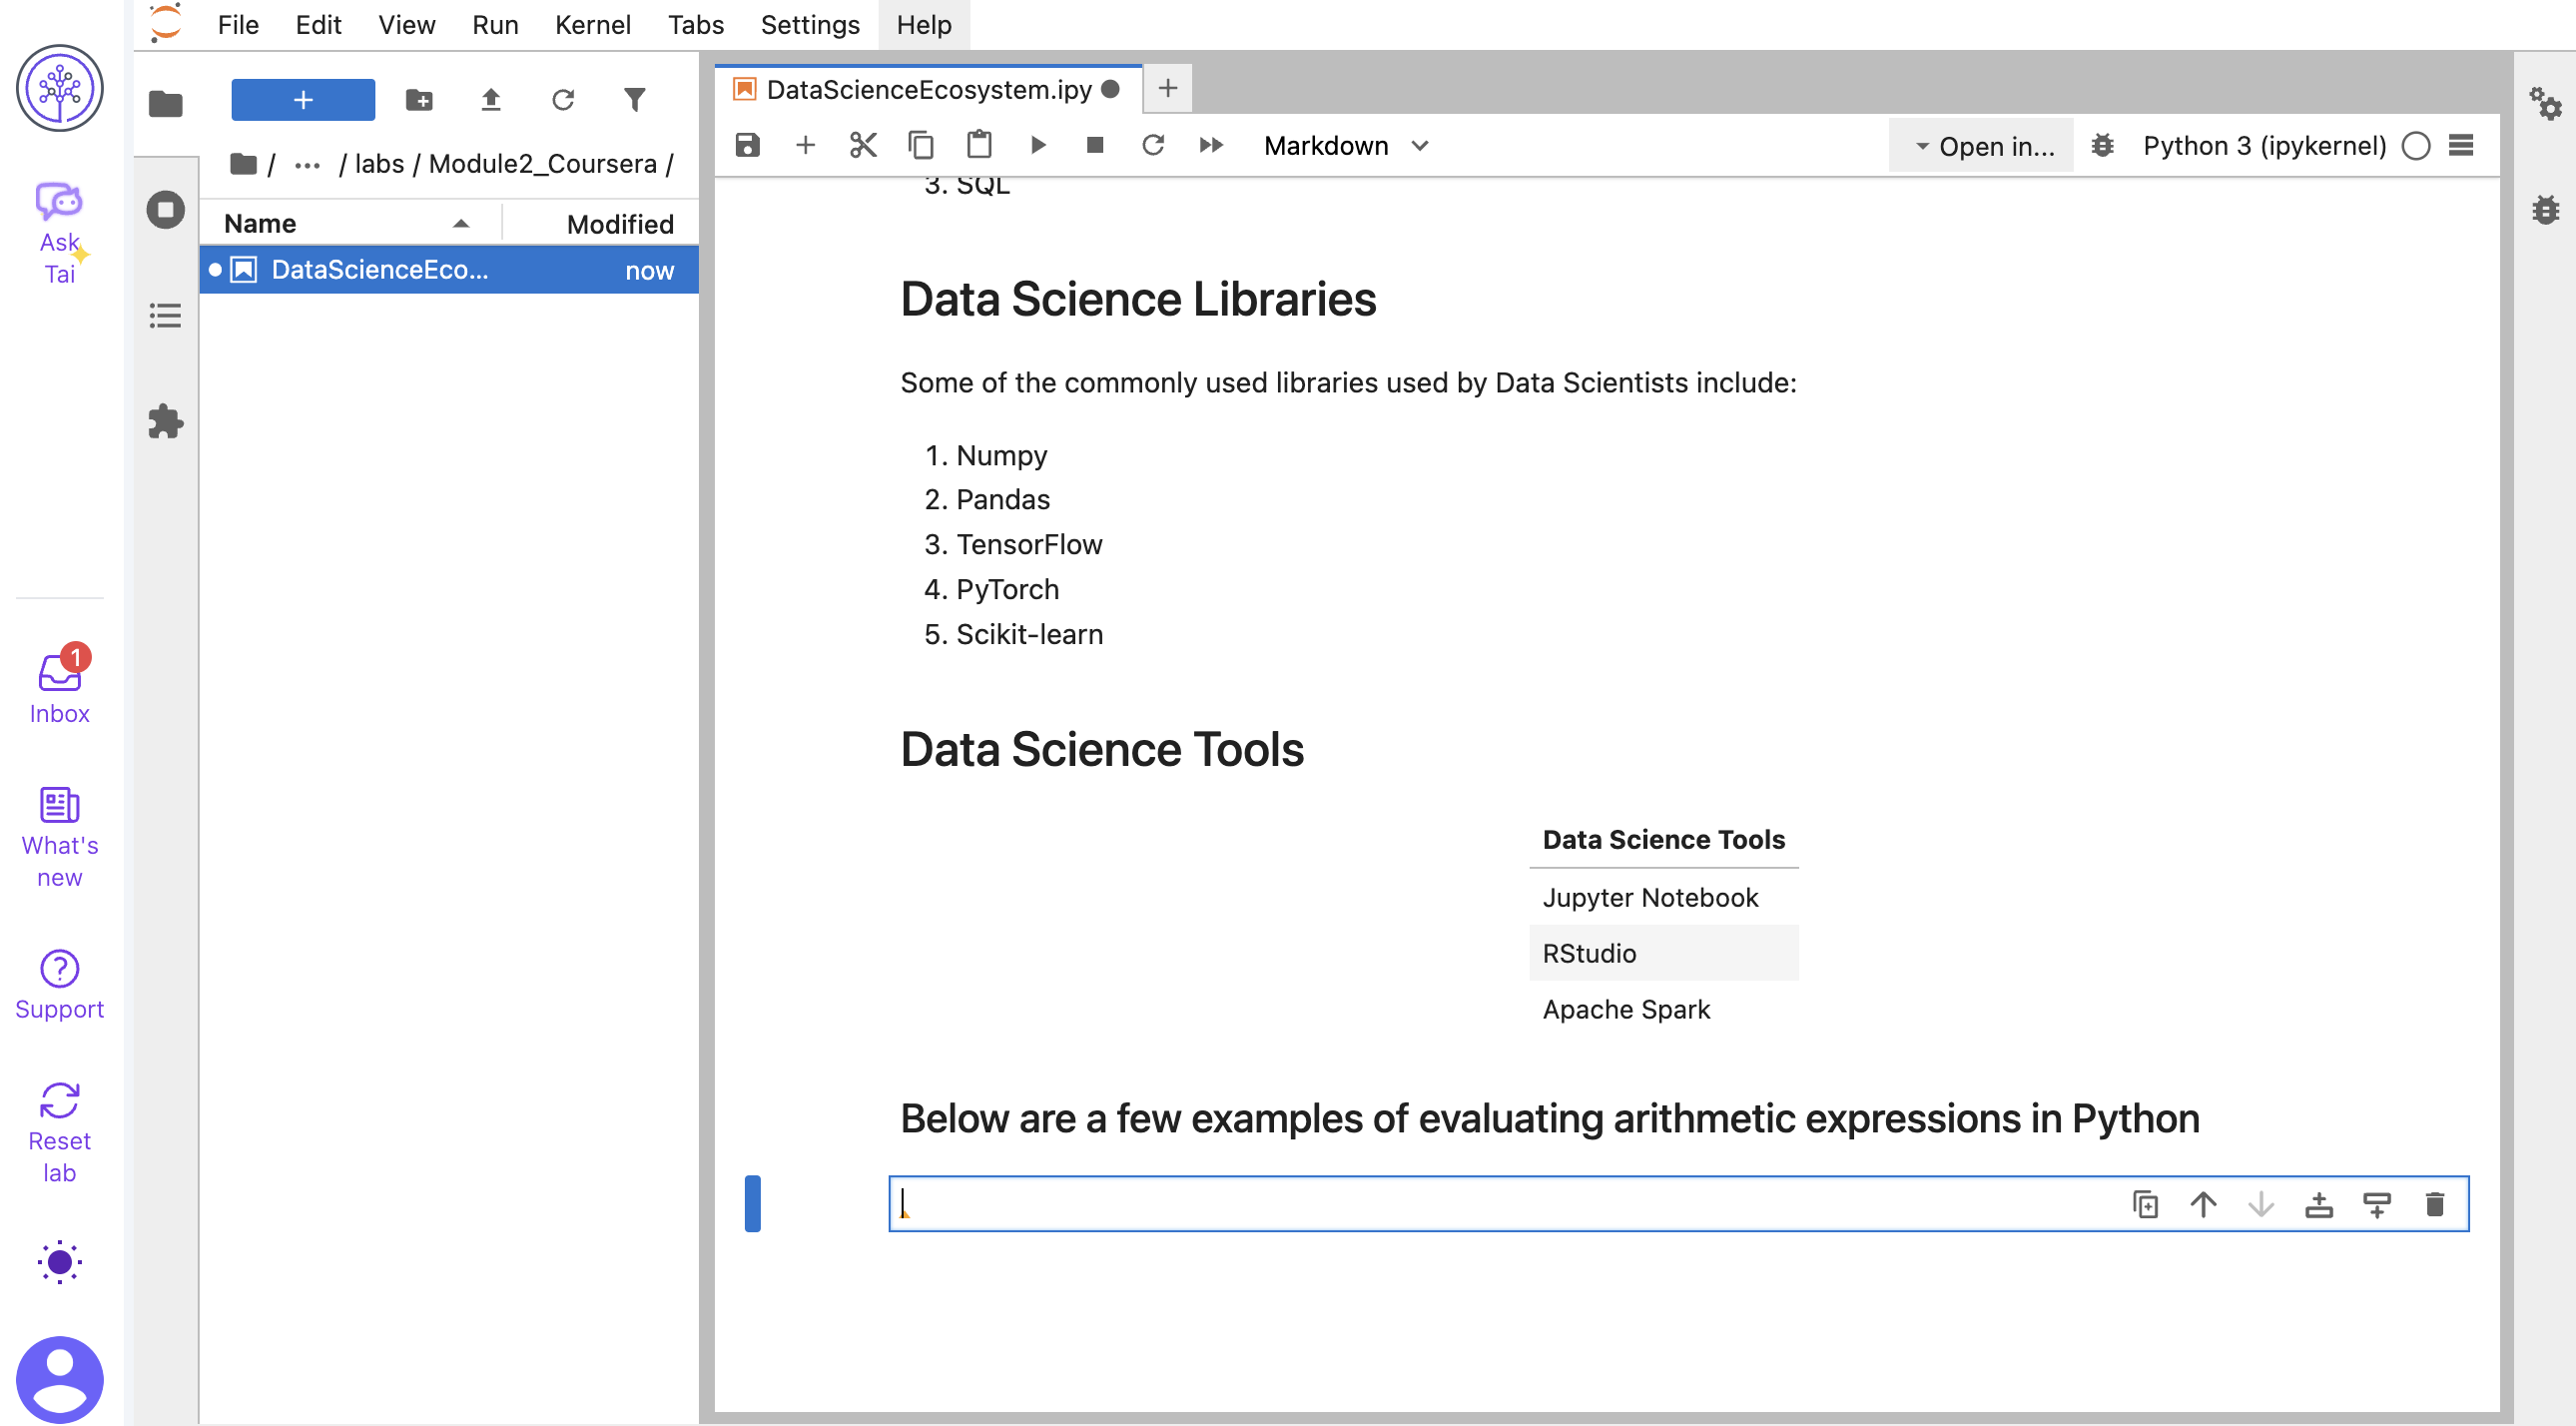 File Edit View Run Kernel Tabs Settings Help
Ask
Tai
1
Inbox
What's
new
Support
Reset
lab
/ ··· / labs / Module2_Coursera /
Name Modified
DataScienceEco... now
DataScienceEcosystem.ipy
Markdown
Open in...
Python 3 (ipykernel)
3. SQL
Data Science Libraries
Some of the commonly used libraries used by Data Scientists include:
1. Numpy
2. Pandas
3. TensorFlow
4. PyTorch
5. Scikit-learn
Data Science Tools
Data Science Tools
Jupyter Notebook
RStudio
Apache Spark
Below are a few examples of evaluating arithmetic expressions in Python